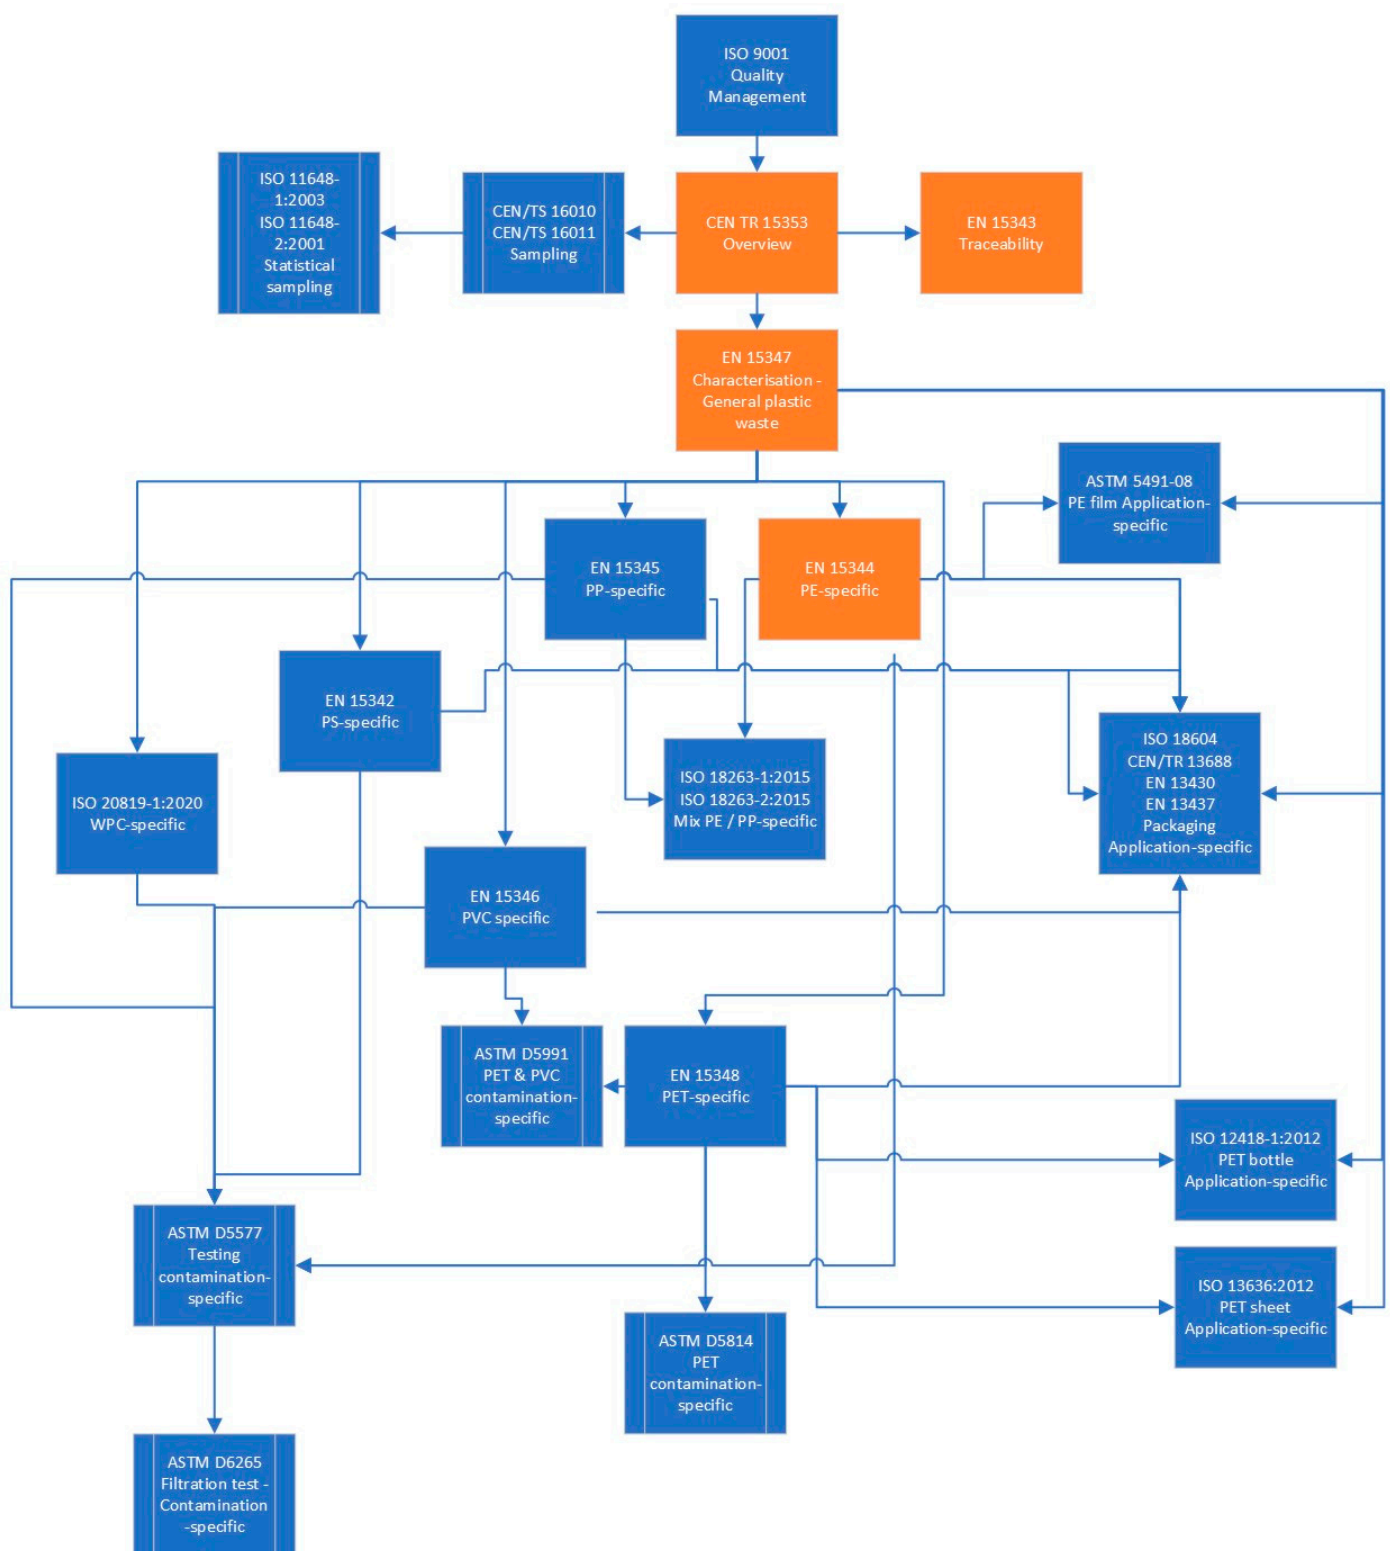 ISO 9001
Quality
Management
ISO 11648-
1:2003
ISO 11648-
2:2001
Statistical
sampling
CEN/TS 16010
CEN/TS 16011
Sampling
CEN TR 15353
Overview
EN 15343
Traceability
EN 15347
Characterisation -
General plastic
waste
ASTM 5491-08
PE film Application-
specific
EN 15345
PP-specific
EN 15344
PE-specific
EN 15342
PS-specific
ISO 20819-1:2020
WPC-specific
ISO 18263-1:2015
ISO 18263-2:2015
Mix PE / PP-specific
ISO 18604
CEN/TR 13688
EN 13430
EN 13437
Packaging
Application-specific
EN 15346
PVC specific
ASTM D5991
PET & PVC
contamination-
specific
EN 15348
PET-specific
ISO 12418-1:2012
PET bottle
Application-specific
ASTM D5577
Testing
contamination-
specific
ISO 13636:2012
PET sheet
Application-specific
ASTM D5814
PET
contamination-
specific
ASTM D6265
Filtration test -
Contamination
-specific